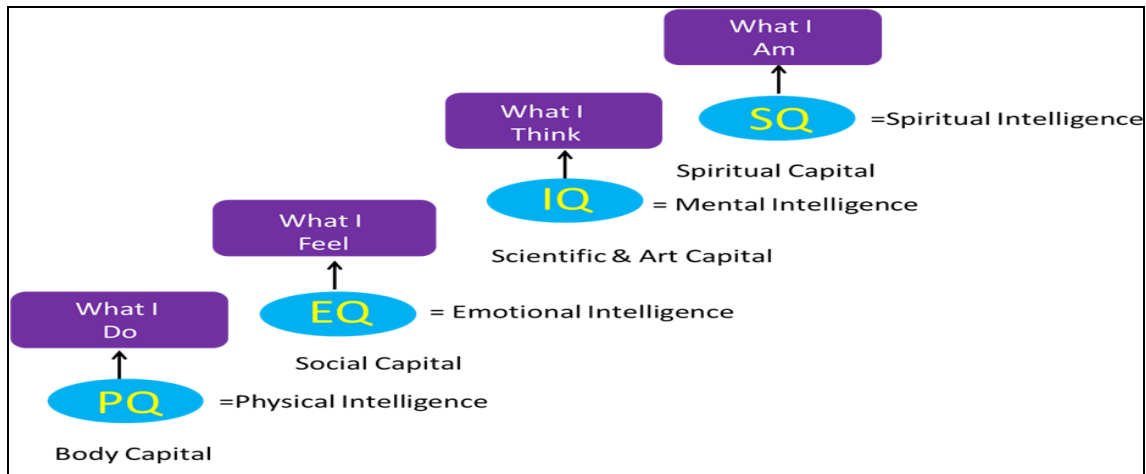 What I
Am
SQ =Spiritual Intelligence
What I
Think
Spiritual Capital
IQ = Mental Intelligence
What I
Feel
Scientific & Art Capital
What I
Do
EQ = Emotional Intelligence
Social Capital
PQ =Physical Intelligence
Body Capital